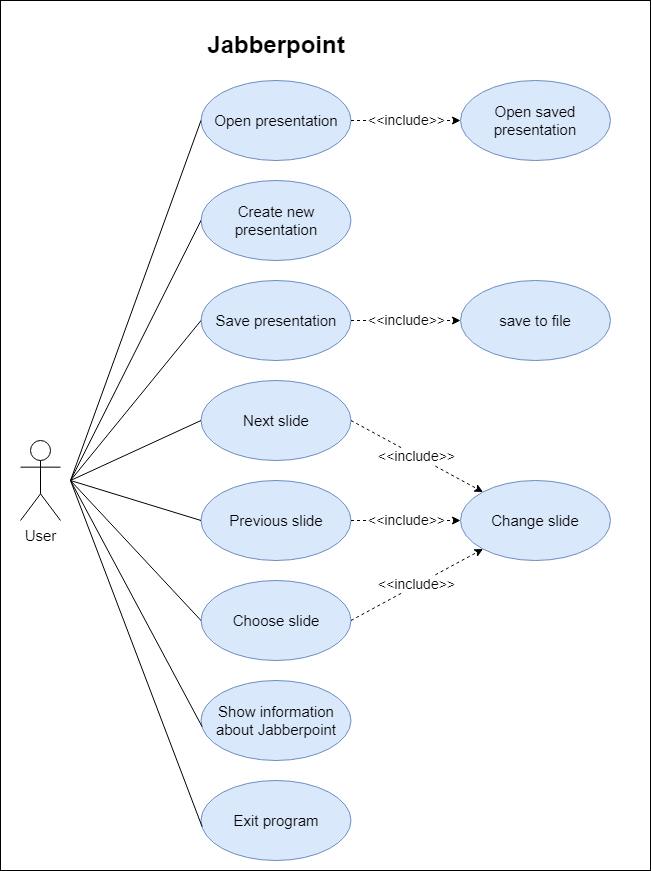 Jabberpoint
Open presentation
<<include>>
Open saved
presentation
Create new
presentation
Save presentation
<<include>>
save to file
Next slide
<<include>>
Previous slide
<<include>>
Change slide
User
<<include>>
Choose slide
Show information
about Jabberpoint
Exit program